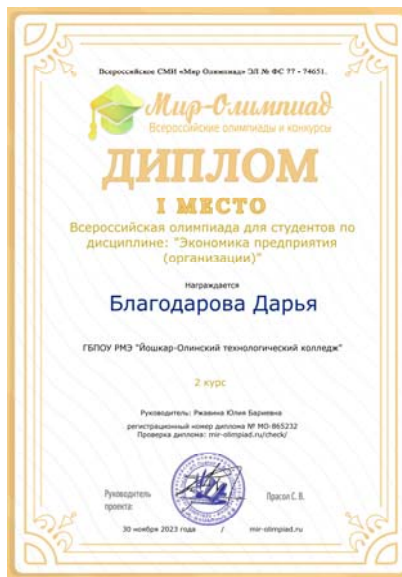 Всероссийское СМИ «Мир Олимпиад» ЭЛ № ФС 77 - 74651.
Мир-Олимпиад
Всероссийские олимпиады и конкурсы
ДИПЛОМ
I МЕСТО
Всероссийская олимпиада для студентов по
дисциплине: "Экономика предприятия
(организации)"
Награждается
Благодарова Дарья
ГБПОУ РМЭ "Йошкар-Олинский технологический колледж"
2 курс
Руководитель: Ржавина Юлия Бариевна
регистрационный номер диплома № МО-865232
Проверка диплома: mir-olimpiad.ru/check/
Руководитель
проекта:
Прасол С. В.
30 ноября 2023 года / mir-olimpiad.ru